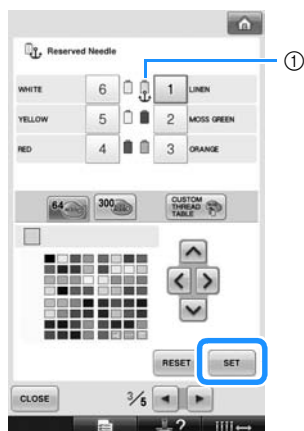 Reserved Needle
①
WHITE 6 1 LINEN
YELLOW 5 2 MOSS GREEN
RED 4 3 ORANGE
64 300 CUSTOM THREAD TABLE
RESET SET
CLOSE 3/5
?